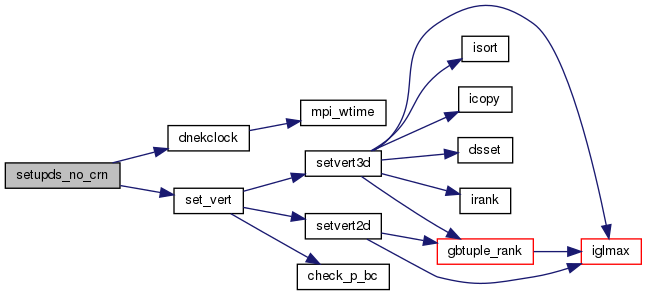 setupds_no_crn
dnekclock
mpi_wtime
set_vert
setvert3d
setvert2d
check_p_bc
isort
icopy
dsset
irank
gbtuple_rank
iglmax